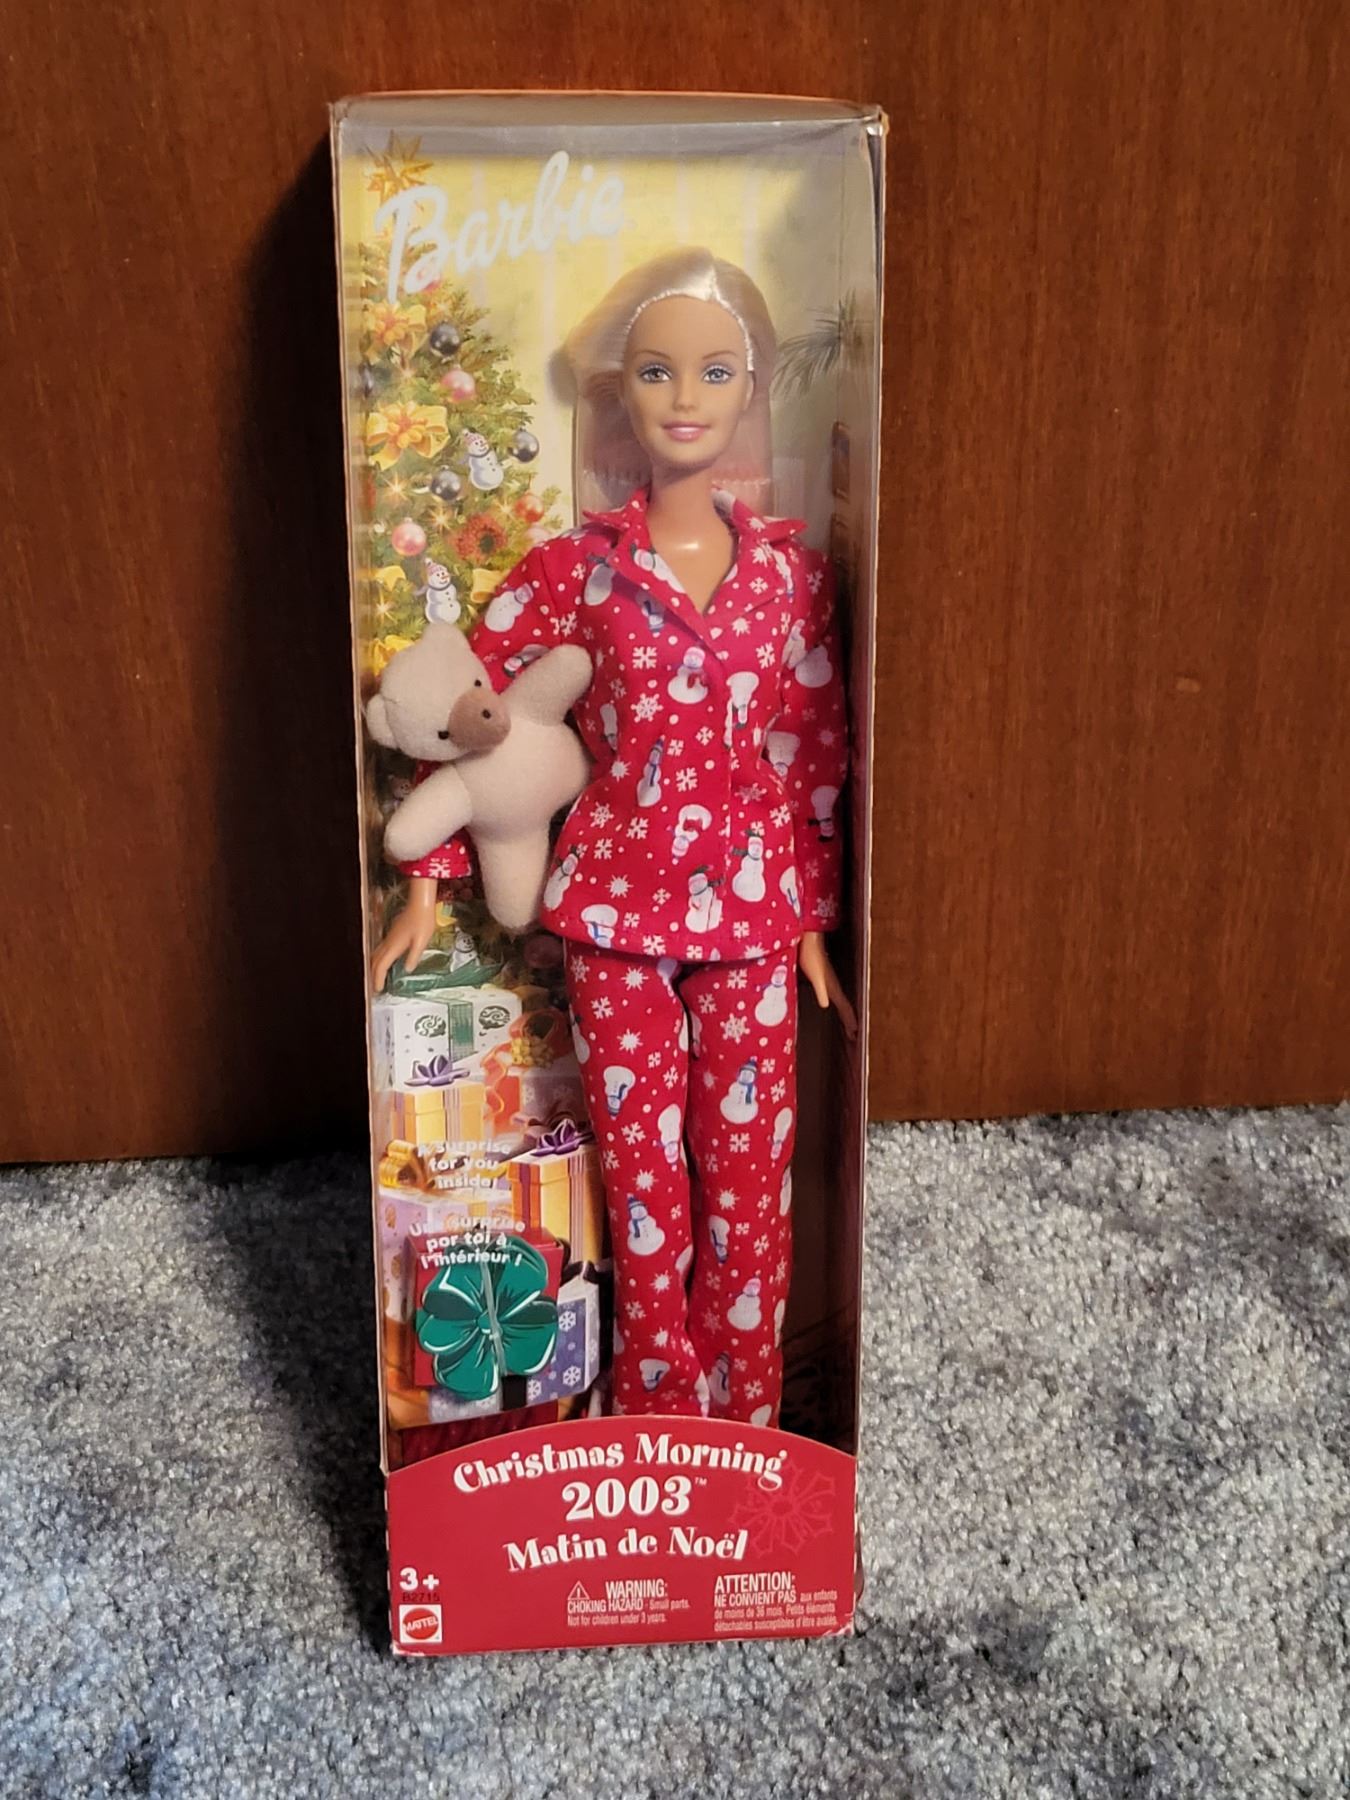 Barbie
A surprise
for you
inside!
Une surprise
por toi à
l'intérieur!
Christmas Morning
2003™
Matin de Noël
3+
B2715
MATTEL
WARNING:
CHOKING HAZARD - Small parts.
Not for children under 3 years.
ATTENTION:
NE CONVIENT PAS aux enfants
de moins de 36 mois. Petits éléments
détachables susceptibles d'être avalés.